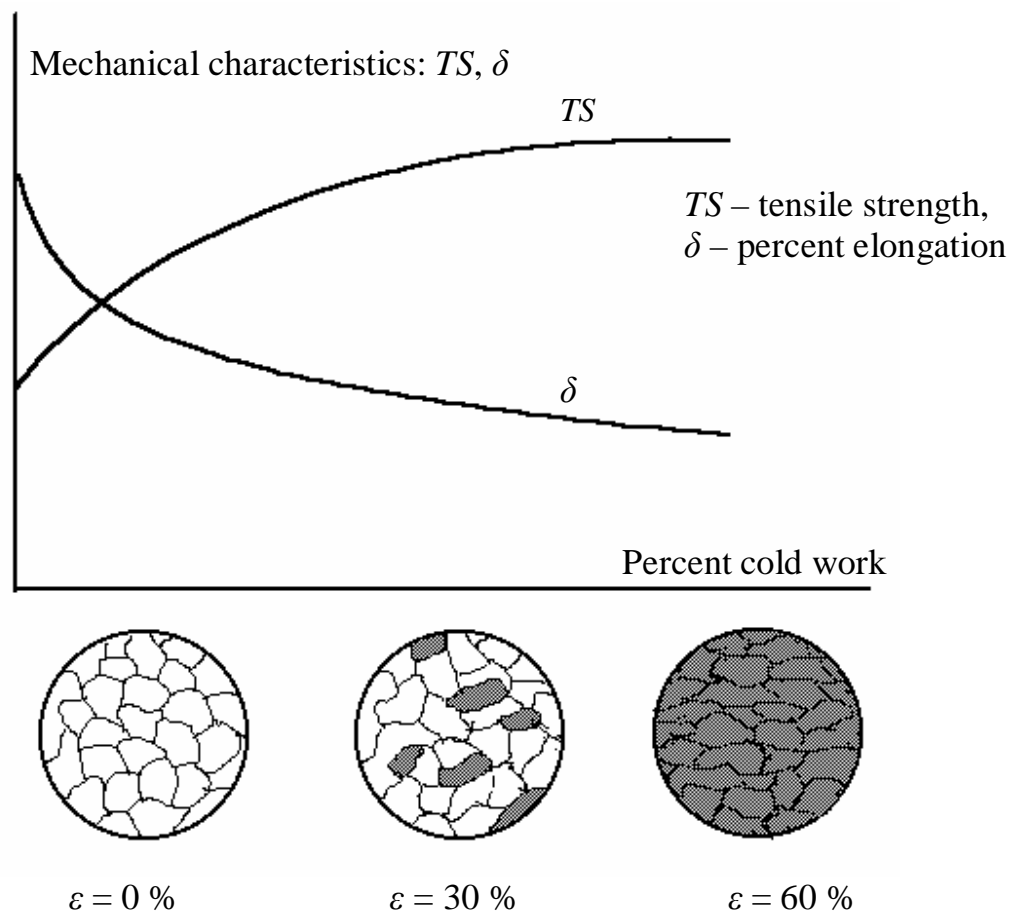 Mechanical characteristics: TS, δ
TS
TS – tensile strength,
δ – percent elongation
δ
Percent cold work
ε = 0 %
ε = 30 %
ε = 60 %